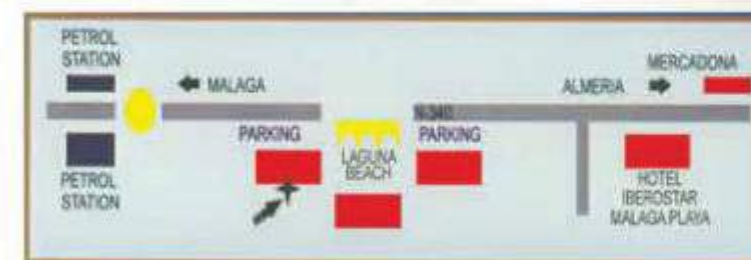 PETROL
STATION
MALAGA
MERCADONA
ALMERIA
N-340
PARKING
LAGUNA
BEACH
PARKING
PETROL
STATION
HOTEL
IBEROSTAR
MALAGA PLAYA